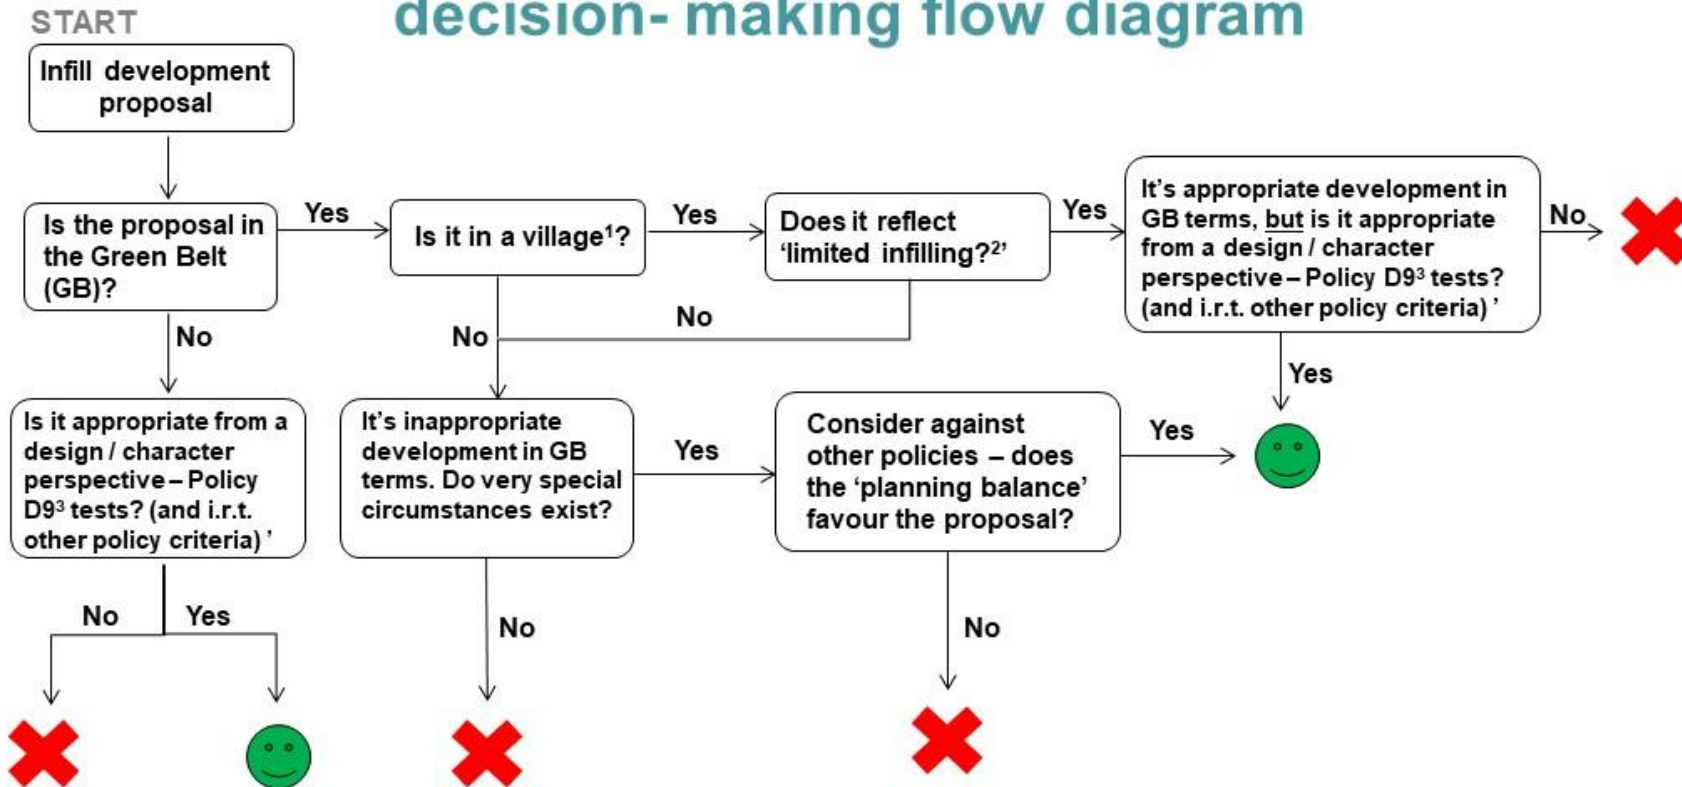 decision- making flow diagram
START
Infill development
proposal
Is the proposal in
the Green Belt
(GB)?
Yes
Is it in a village¹?
Yes
Does it reflect
‘limited infilling?²’
Yes
It’s appropriate development in
GB terms, but is it appropriate
from a design / character
perspective – Policy D9³ tests?
(and i.r.t. other policy criteria) ’
No
No
No
No
Yes
Is it appropriate from a
design / character
perspective – Policy
D9³ tests? (and i.r.t.
other policy criteria) ’
It’s inappropriate
development in GB
terms. Do very special
circumstances exist?
Yes
Consider against
other policies – does
the ‘planning balance’
favour the proposal?
Yes
No
Yes
No
No